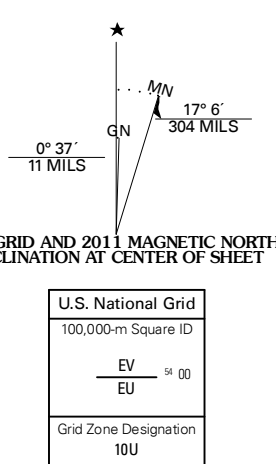 ★
MN
GN
17° 6´
304 MILS
0° 37´
11 MILS
GRID AND 2011 MAGNETIC NORTH
CLINATION AT CENTER OF SHEET
U.S. National Grid
100,000-m Square ID
EV
EU
54 00
Grid Zone Designation
10U